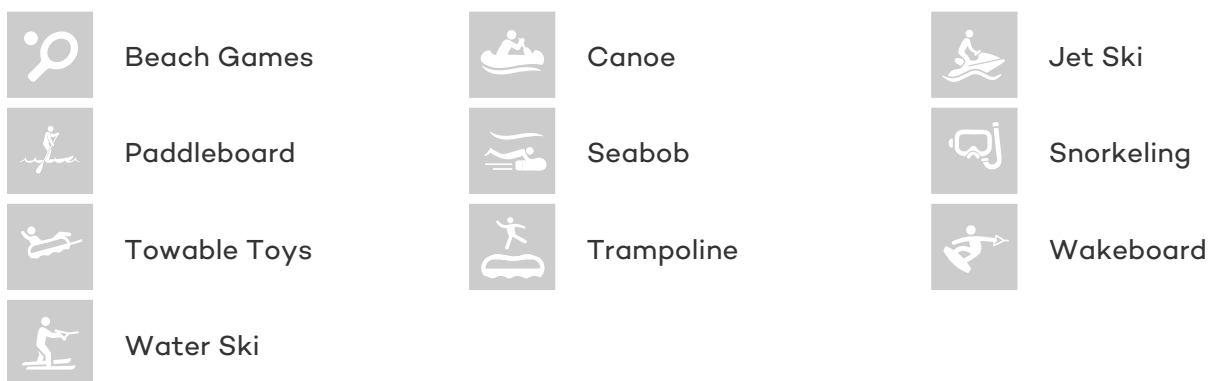 Beach Games
Canoe
Jet Ski
Paddleboard
Seabob
Snorkeling
Towable Toys
Trampoline
Wakeboard
Water Ski